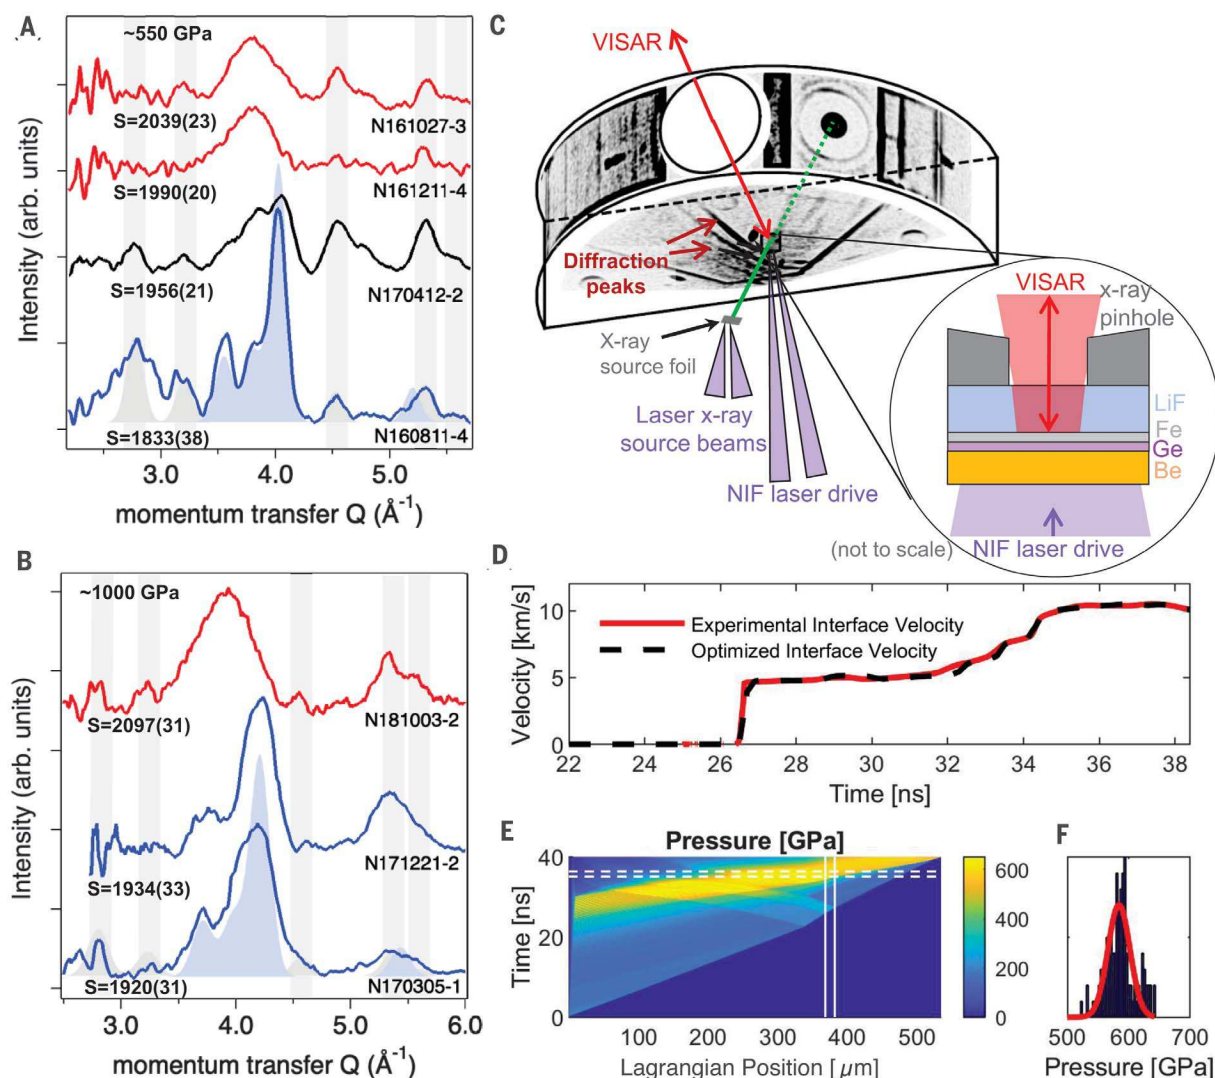 A
~550 GPa
Intensity (arb. units)
S=2039(23)
N161027-3
S=1990(20)
N161211-4
S=1956(21)
N170412-2
S=1833(38)
N160811-4
3.0
4.0
5.0
momentum transfer Q (Å⁻¹)
B
~1000 GPa
Intensity (arb. units)
S=2097(31)
N181003-2
S=1934(33)
N171221-2
S=1920(31)
N170305-1
3.0
4.0
5.0
6.0
momentum transfer Q (Å⁻¹)
C
VISAR
Diffraction
peaks
X-ray
source foil
Laser x-ray
source beams
NIF laser drive
VISAR
x-ray
pinhole
LiF
Fe
Ge
Be
(not to scale)
NIF laser drive
D
Velocity [km/s]
10
5
0
Experimental Interface Velocity
Optimized Interface Velocity
22
24
26
28
30
32
34
36
38
Time [ns]
E
Pressure [GPa]
Time [ns]
40
20
0
100
200
300
400
500
Lagrangian Position [ μm]
600
400
200
0
F
500
600
700
Pressure [GPa]